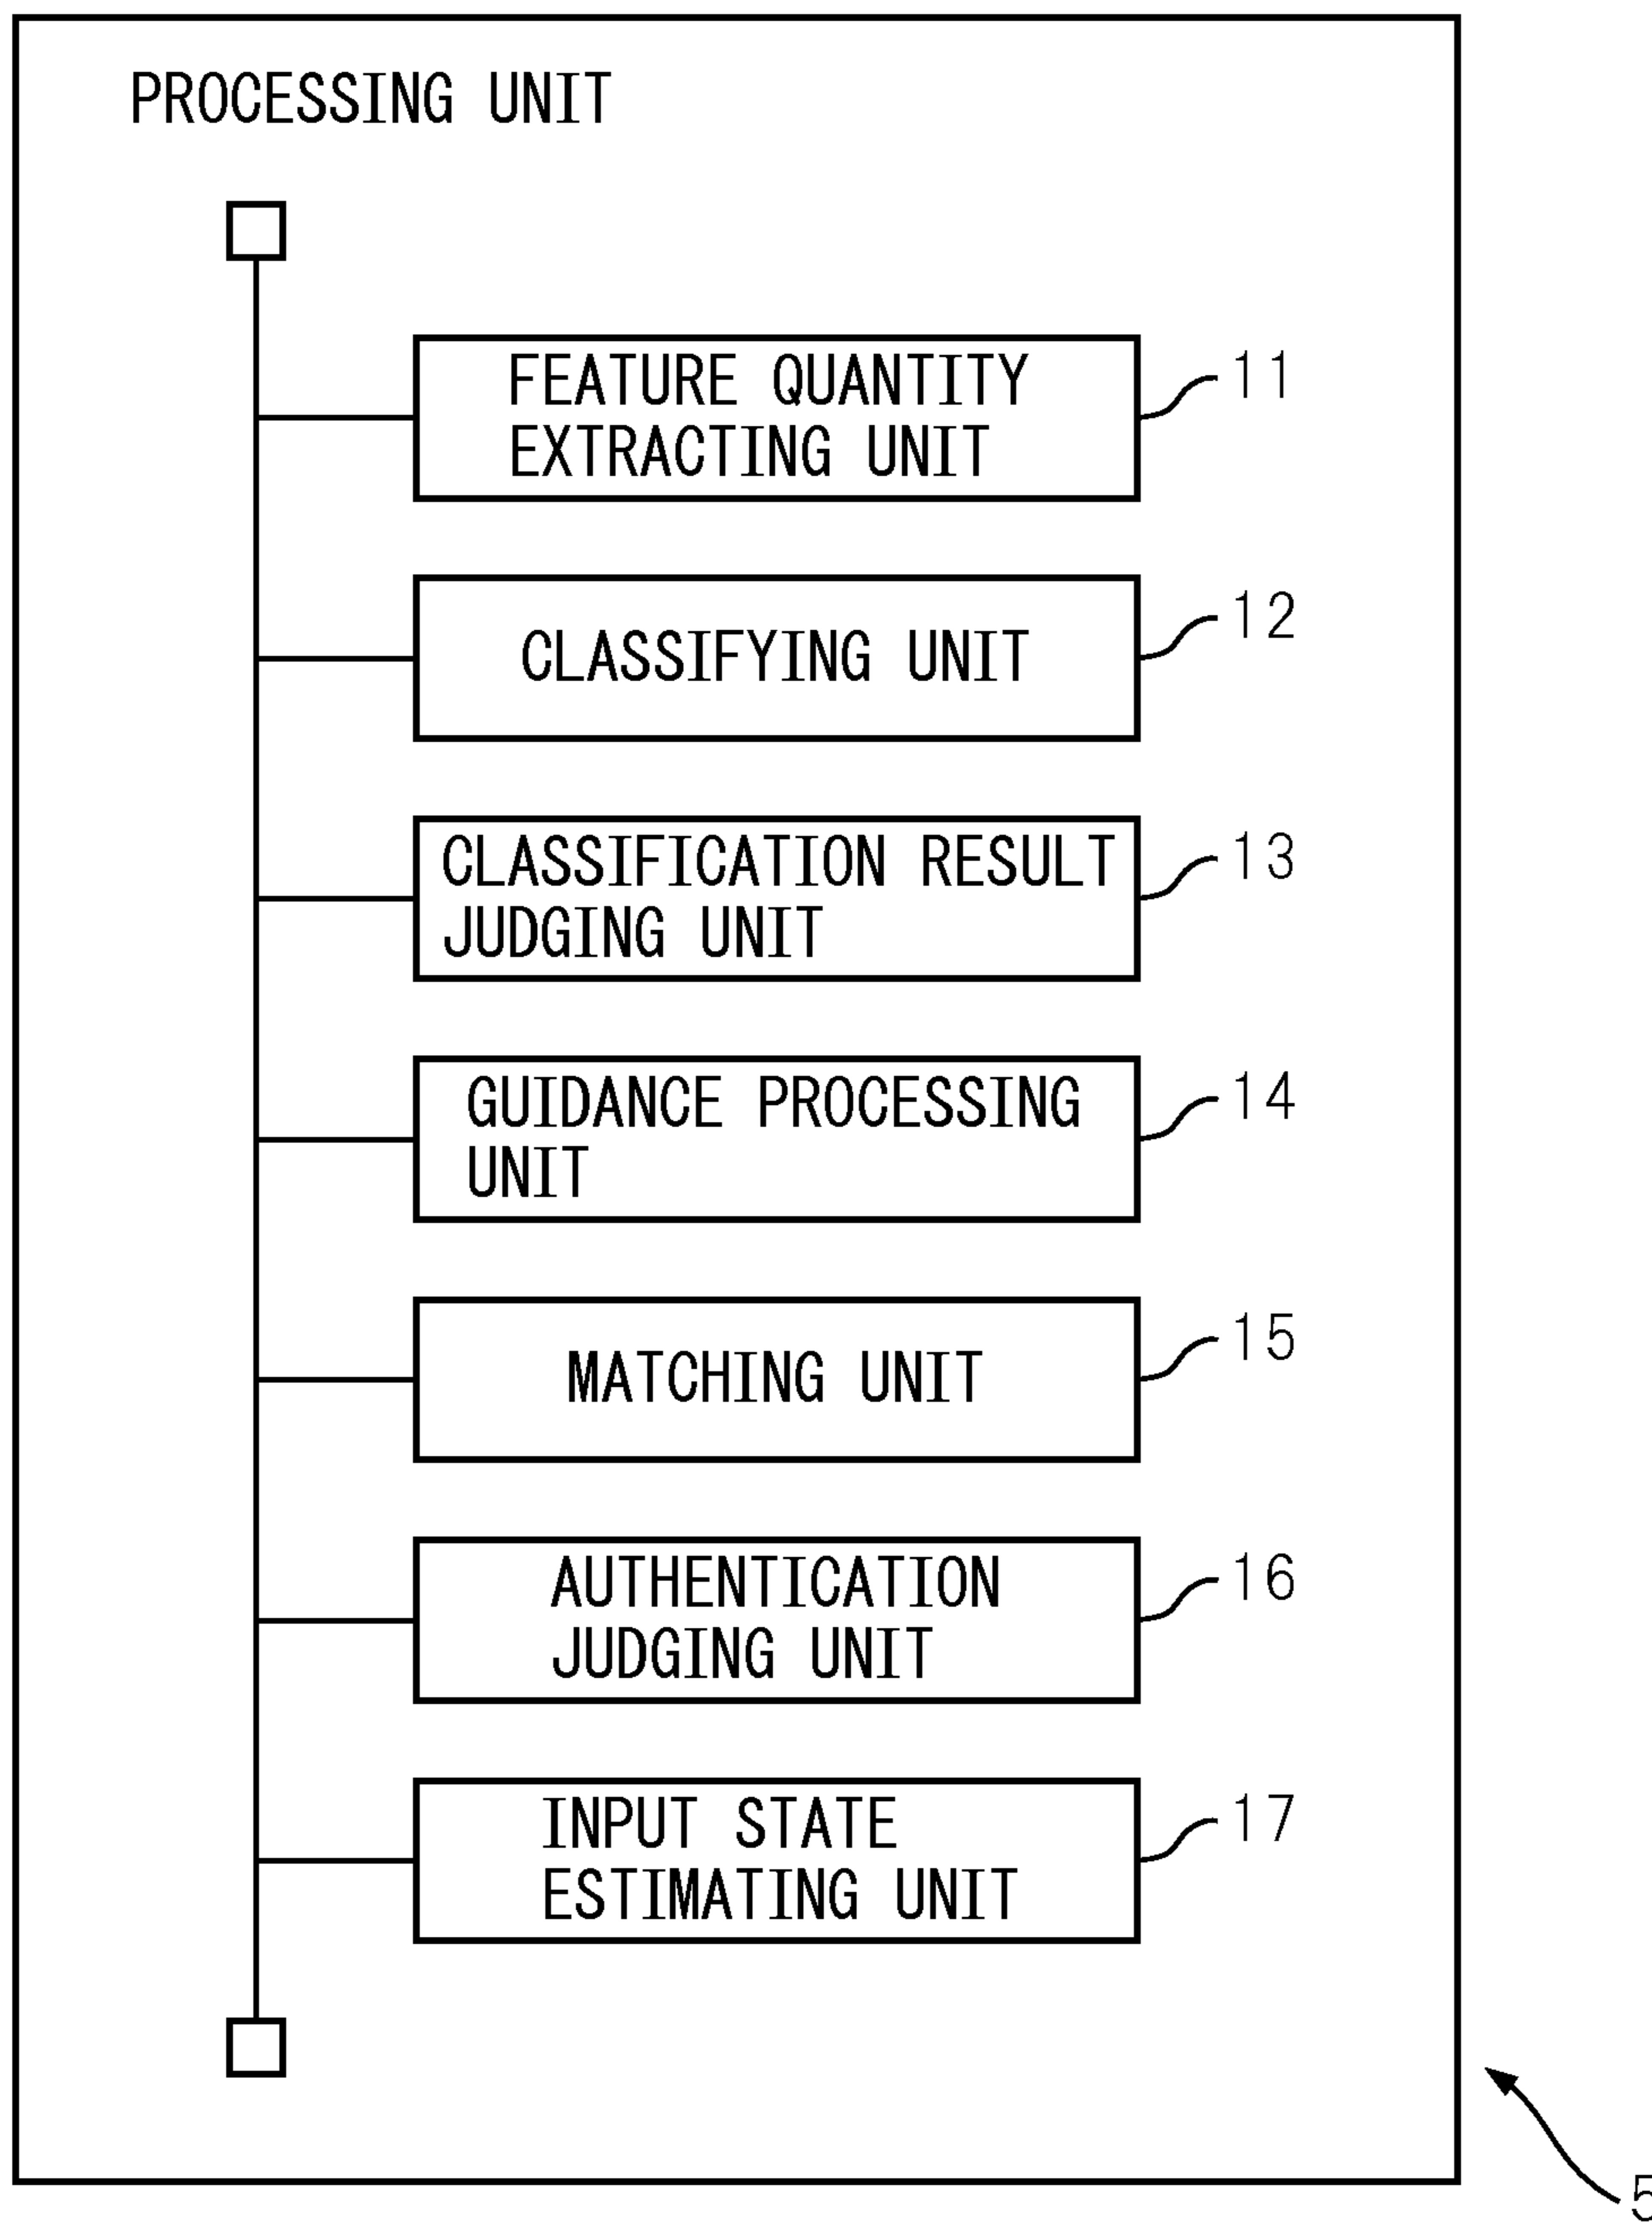 PROCESSING UNIT
FEATURE QUANTITY
EXTRACTING UNIT
11
CLASSIFYING UNIT
12
CLASSIFICATION RESULT
JUDGING UNIT
13
GUIDANCE PROCESSING
UNIT
14
MATCHING UNIT
15
AUTHENTICATION
JUDGING UNIT
16
INPUT STATE
ESTIMATING UNIT
17
5